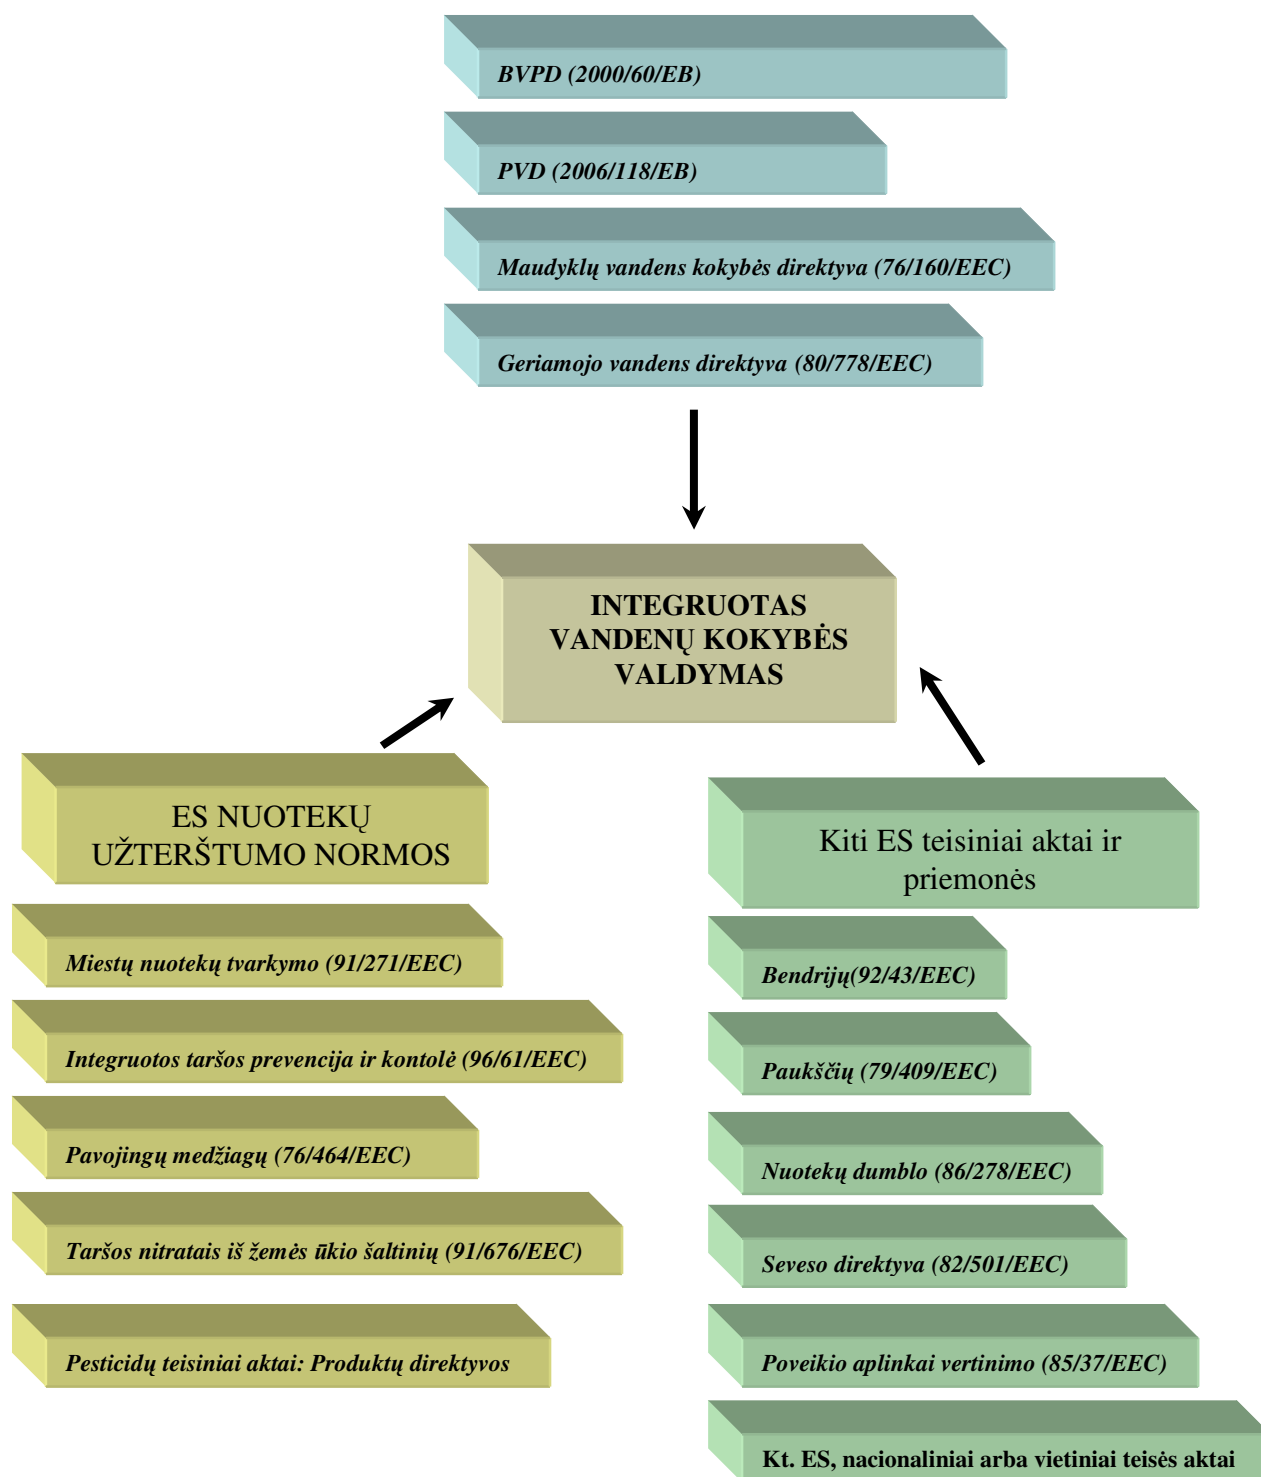 BVPD (2000/60/EB)
PVD (2006/118/EB)
Maudyklų vandens kokybės direktyva (76/160/EEC)
Geriamojo vandens direktyva (80/778/EEC)
INTEGRUOTAS
VANDENŲ KOKYBĖS
VALDYMAS
ES NUOTEKŲ
UŽTERŠTUMO NORMOS
Miestų nuotekų tvarkymo (91/271/EEC)
Integruotos taršos prevencija ir kontolė (96/61/EEC)
Pavojingų medžiagų (76/464/EEC)
Taršos nitratais iš žemės ūkio šaltinių (91/676/EEC)
Pesticidų teisiniai aktai: Produktų direktyvos
Kiti ES teisiniai aktai ir
priemonės
Bendrijų(92/43/EEC)
Paukščių (79/409/EEC)
Nuotekų dumblo (86/278/EEC)
Seveso direktyva (82/501/EEC)
Poveikio aplinkai vertinimo (85/37/EEC)
Kt. ES, nacionaliniai arba vietiniai teisės aktai